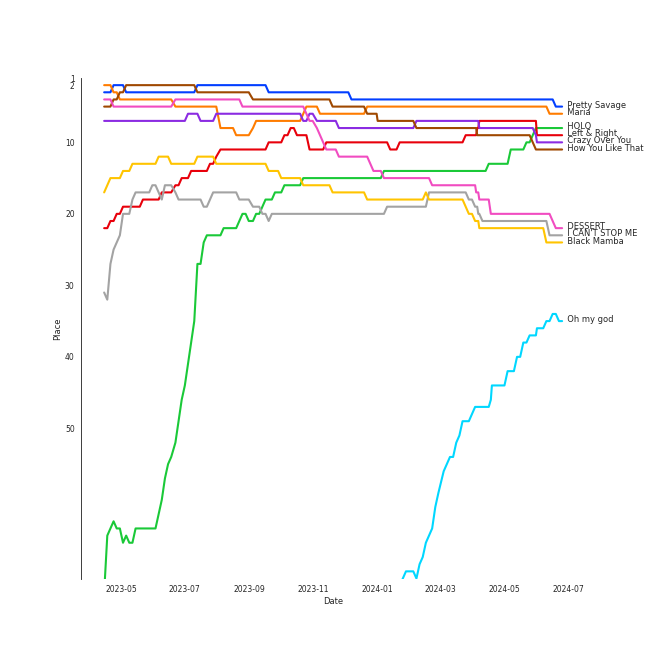 1
2
10
20
30
40
50
Place
Pretty Savage
Maria
HOLO
Left & Right
Crazy Over You
How You Like That
DESSERT
I CAN'T STOP ME
Black Mamba
Oh my god
2023-05
2023-07
2023-09
2023-11
2024-01
2024-03
2024-05
2024-07
Date